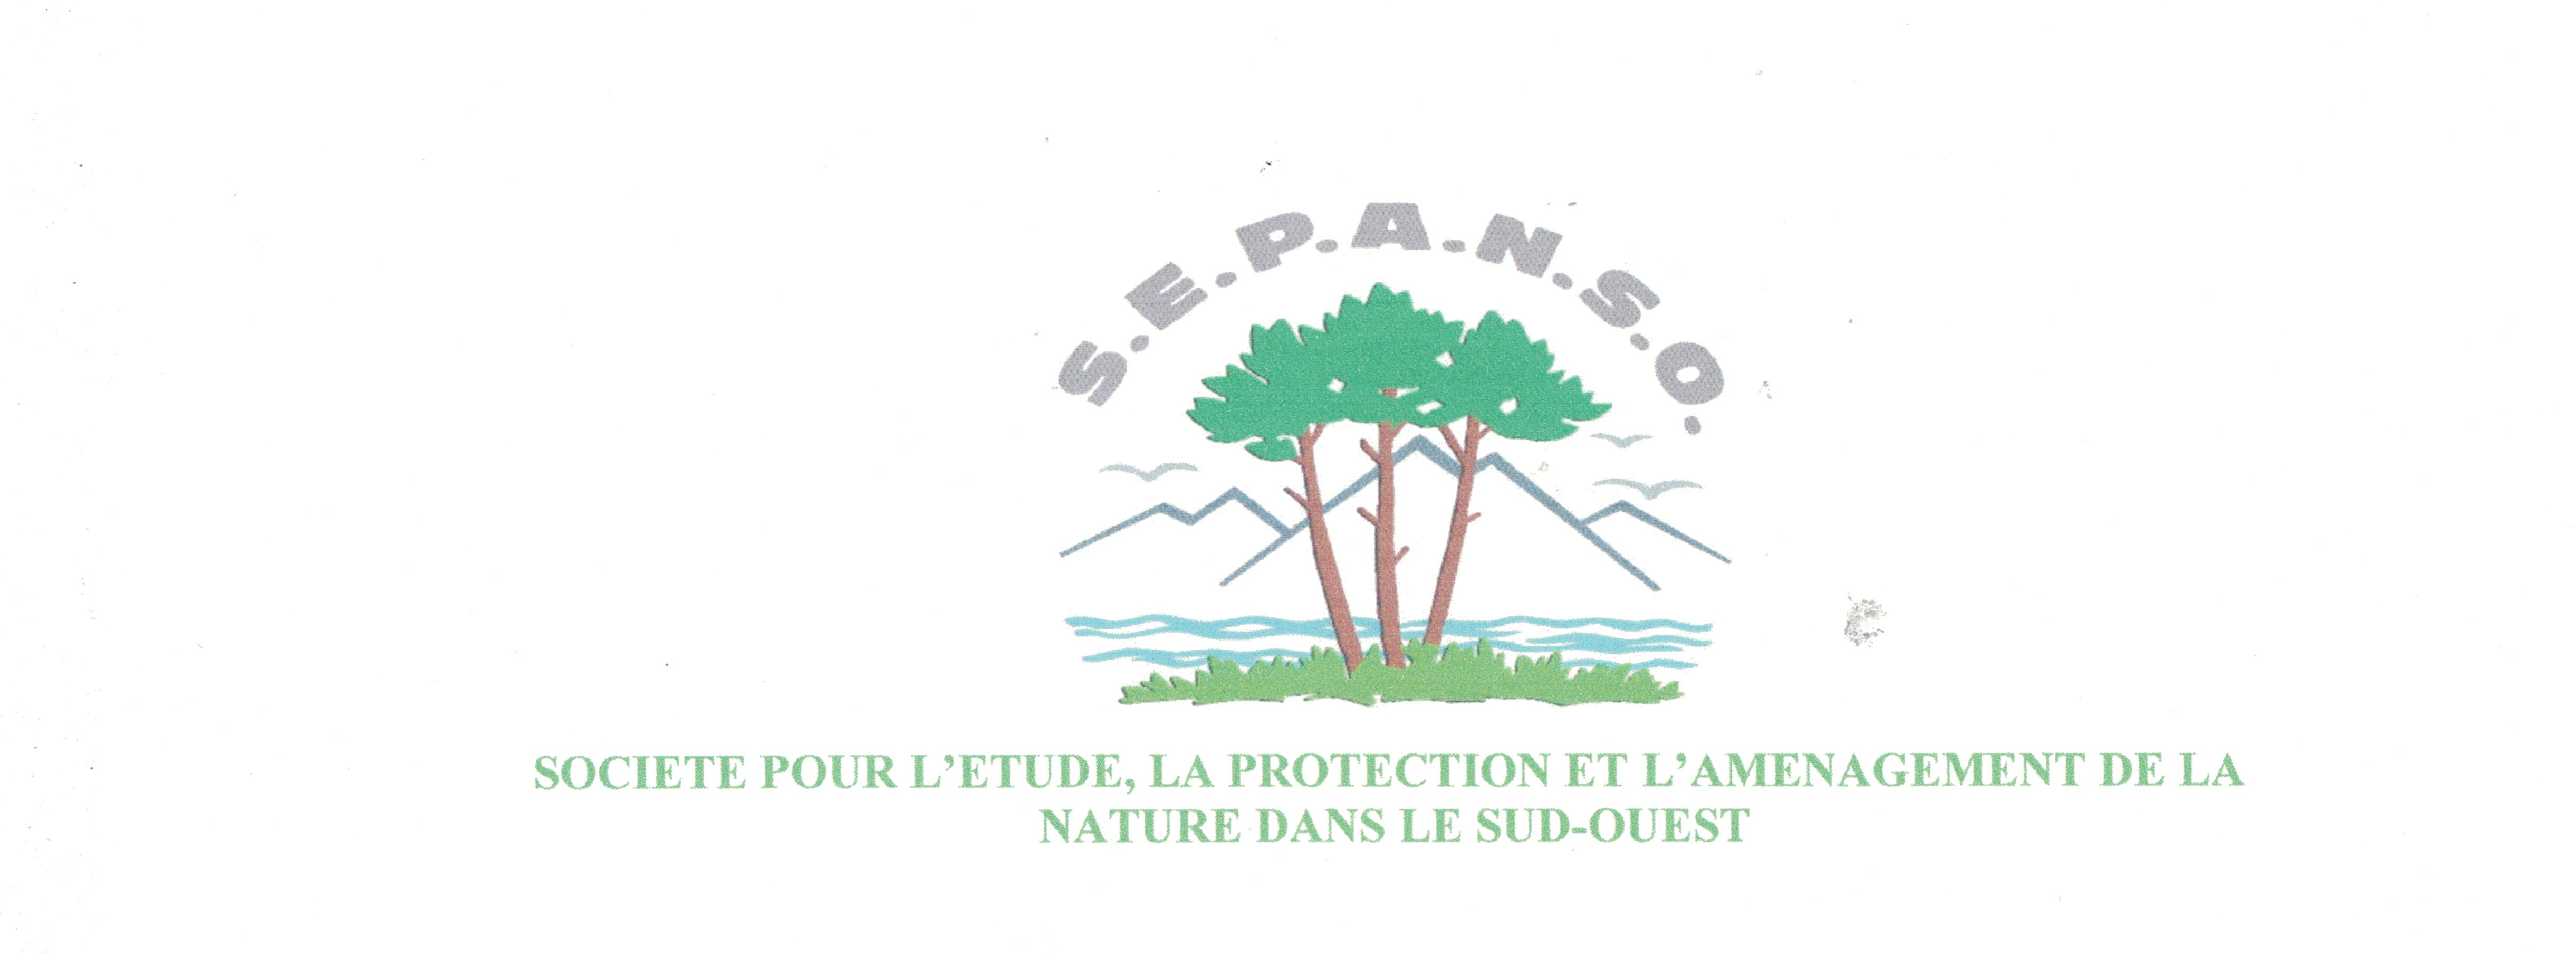 S.E.P.A.N.S.O.
SOCIETE POUR L’ETUDE, LA PROTECTION ET L’AMENAGEMENT DE LA
NATURE DANS LE SUD-OUEST